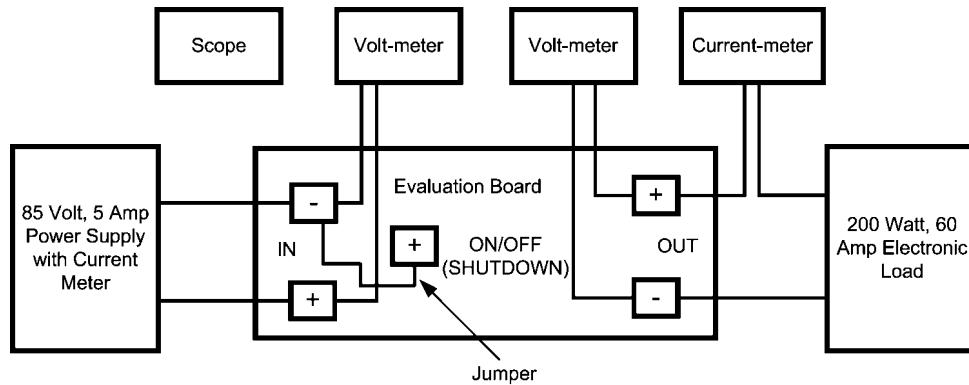 Scope
Volt-meter
Volt-meter
Current-meter
85 Volt, 5 Amp
Power Supply
with Current
Meter
-
IN
+
Evaluation Board
+
ON/OFF
(SHUTDOWN)
+
OUT
-
200 Watt, 60
Amp Electronic
Load
Jumper